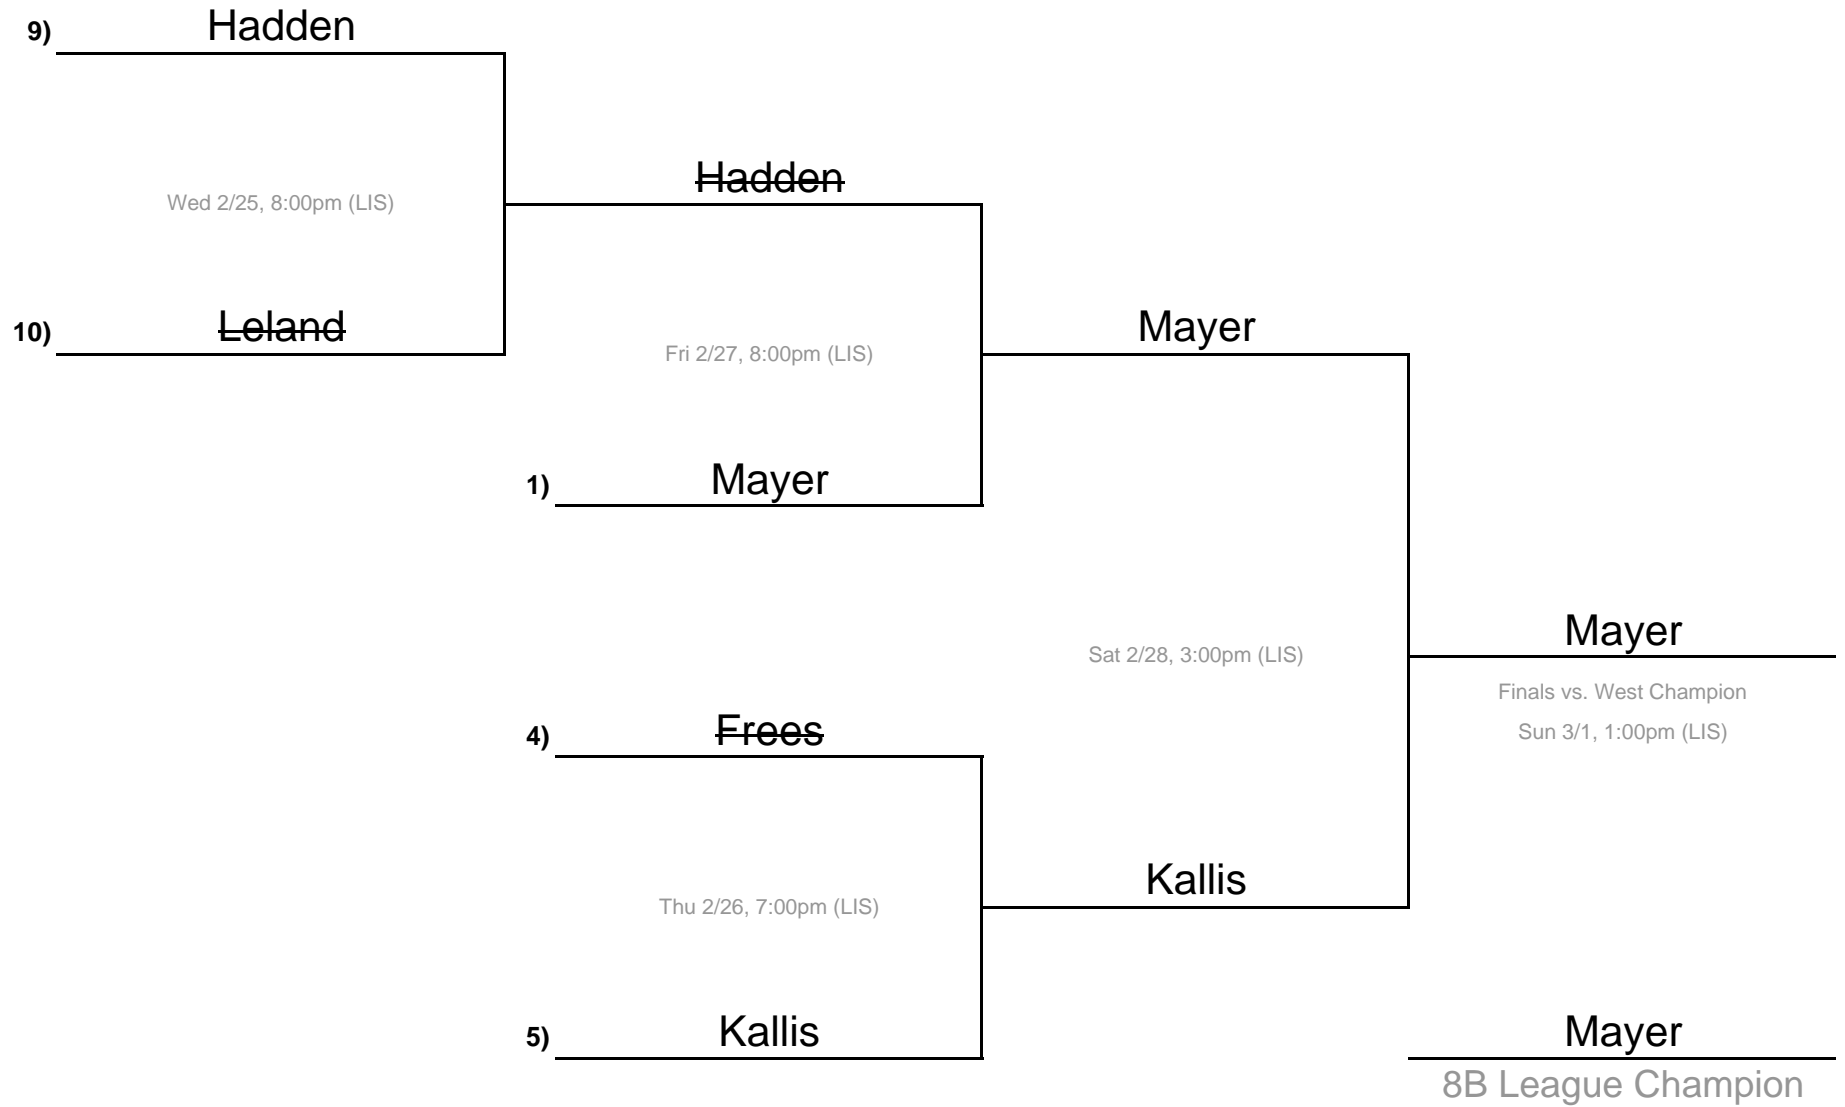 9) Hadden
Wed 2/25, 8:00pm (LIS)
10) Leland
Hadden
Fri 2/27, 8:00pm (LIS)
1) Mayer
4) Frees
Thu 2/26, 7:00pm (LIS)
5) Kallis
Mayer
Sat 2/28, 3:00pm (LIS)
Kallis
Mayer
Finals vs. West Champion
Sun 3/1, 1:00pm (LIS)
Mayer
8B League Champion